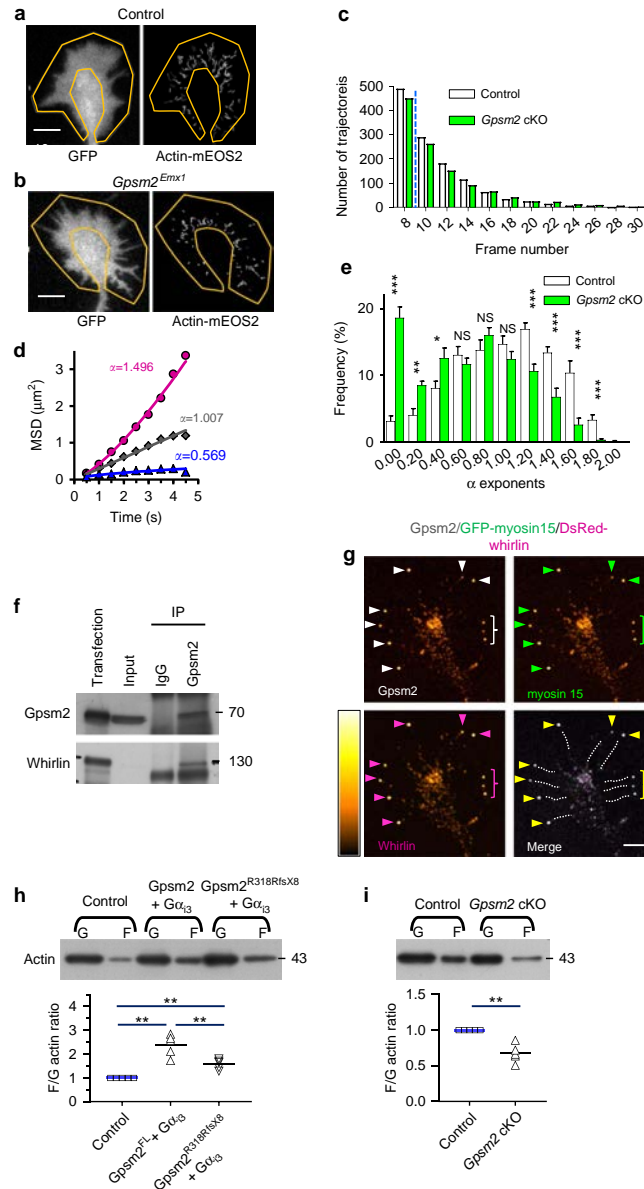 a
Control
GFP
Actin-mEOS2
b
Gpsm2 Emx1
GFP
Actin-mEOS2
c
Number of trajectoreis
500
400
300
200
100
0
Control
Gpsm2 cKO
8
10
12
14
16
18
20
22
24
26
28
30
Frame number
d
MSD (μm²)
3
2
1
0
α=1.496
α=1.007
α=0.569
0
1
2
3
4
5
Time (s)
e
Frequency (%)
20
10
0
Control
Gpsm2 cKO
***
**
*
NS
NS
NS
***
***
***
***
0.00
0.20
0.40
0.60
0.80
1.00
1.20
1.40
1.60
1.80
2.00
α exponents
f
Transfection
Input
IP
IgG
Gpsm2
Gpsm2
70
Whirlin
130
g
Gpsm2/GFP-myosin15/DsRed-
whirlin
Gpsm2
myosin 15
Whirlin
Merge
h
Control
Gpsm2
+ Gαi3
Gpsm2R318RfsX8
+ Gαi3
G F G F G F
Actin
43
F/G actin ratio
4
3
2
1
0
**
** **
Control
Gpsm2FL+ Gαi3
Gpsm2R318RfsX8
+ Gαi3
i
Control Gpsm2 cKO
G F G F
43
F/G actin ratio
1.5
1.0
0.5
0.0
**
Control
Gpsm2 cKO